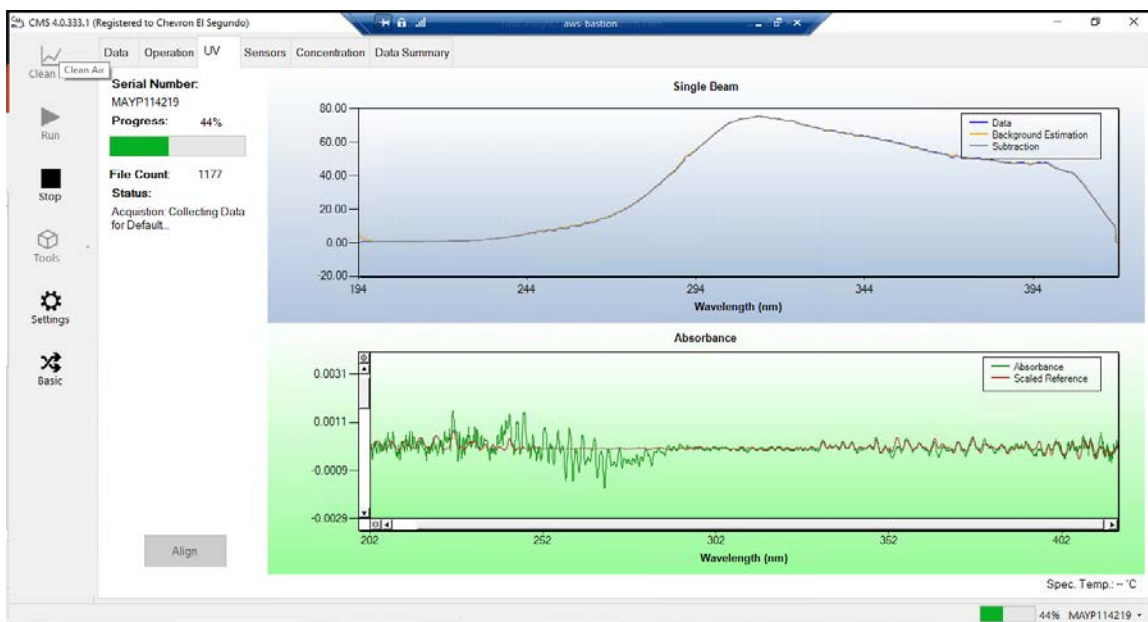 CMS 4.0.333.1 (Registered to Chevron El Segundo)
aws-bastion
Clean
Clean Air
Run
Stop
Tools
Settings
Basic
Data Operation UV Sensors Concentration Data Summary
Serial Number:
MAYP114219
Progress: 44%
File Count: 1177
Status:
Acquistion: Collecting Data
for Default..
Align
Single Beam
80.00
60.00
40.00
20.00
0.00
-20.00
194 244 294 344 394
Wavelength (nm)
Data
Background Estimation
Subtraction
Absorbance
0.0031
0.0011
-0.0009
-0.0029
202 252 302 352 402
Wavelength (nm)
Absorbance
Scaled Reference
Spec. Temp.: -- °C
44% MAYP114219